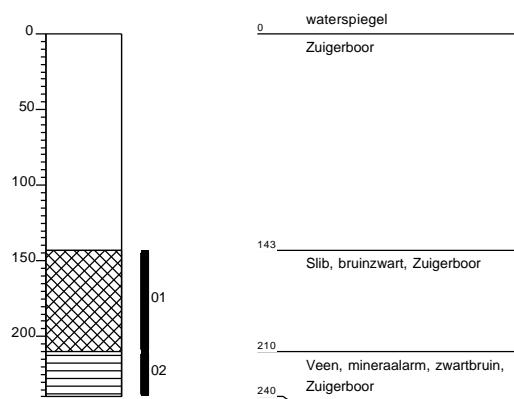 0
50
100
150
200
01
02
waterspiegel
0
Zuigerboor
143
Slib, bruinzwart, Zuigerboor
210
Veen, mineraalarm, zwartbruin,
Zuigerboor
240